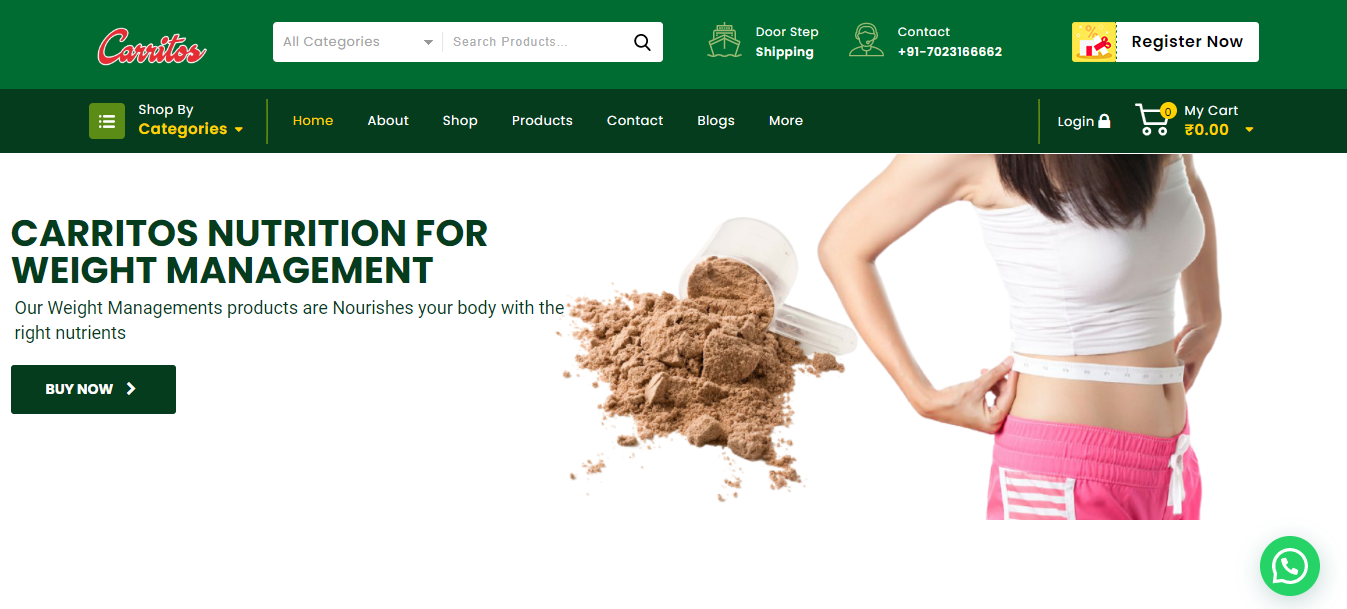 Carritos
All Categories
Search Products...
Door Step
Shipping
Contact
+91-7023166662
Register Now
Shop By
Categories
Home
About
Shop
Products
Contact
Blogs
More
Login
0
My Cart
₹0.00
CARRITOS NUTRITION FOR
WEIGHT MANAGEMENT
Our Weight Managements products are Nourishes your body with the
right nutrients
BUY NOW